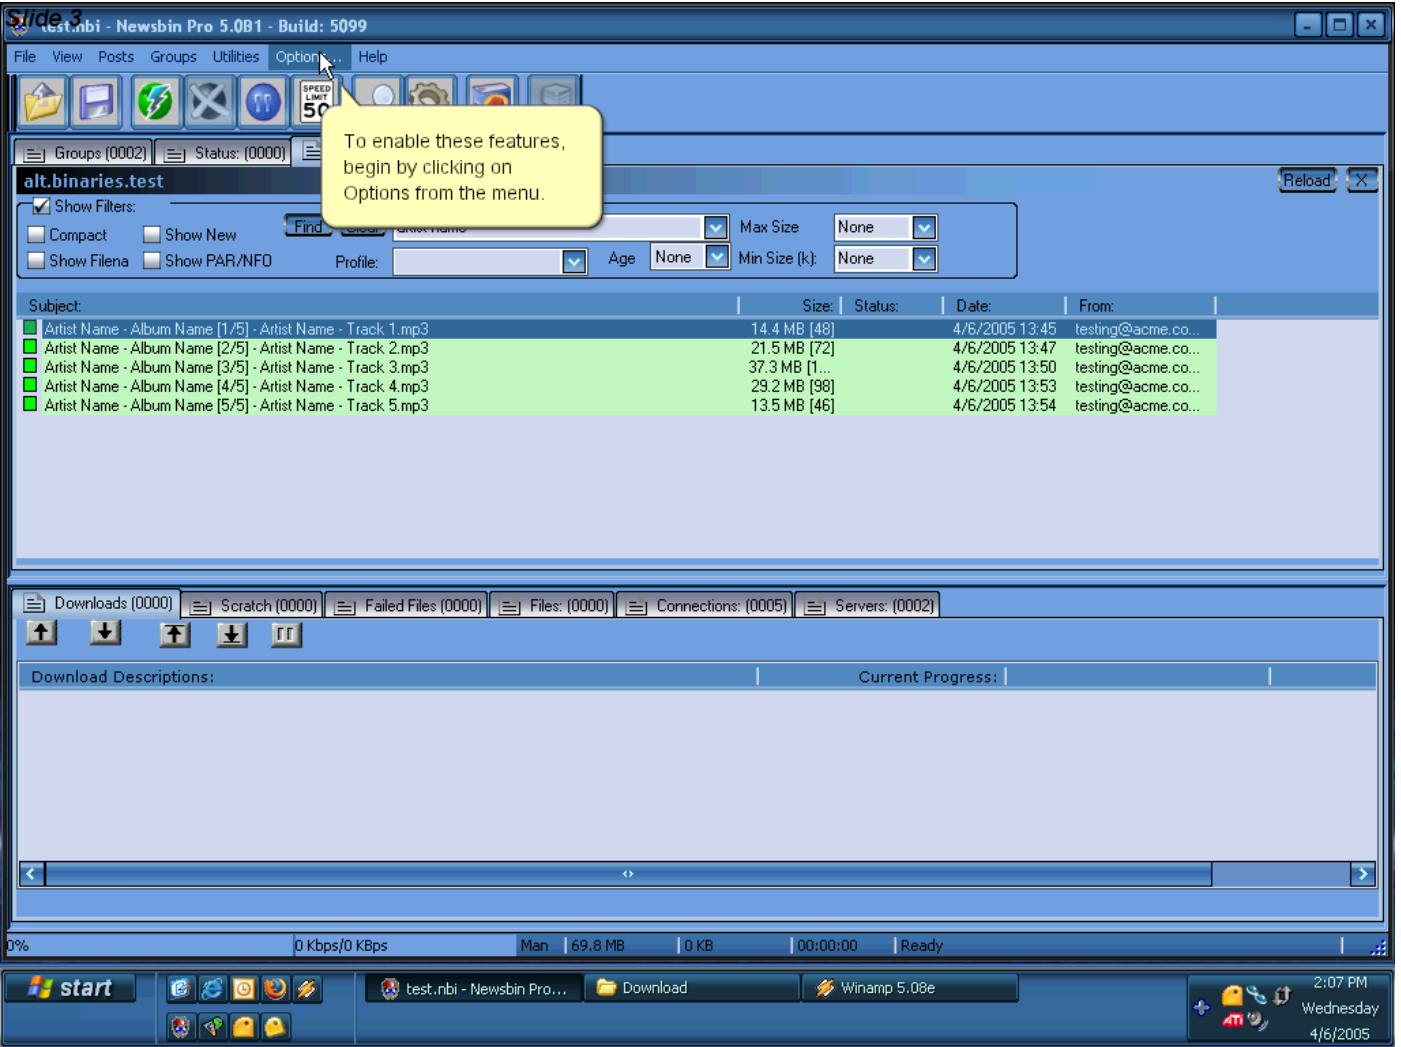 Slide 3
test.nbi - Newsbin Pro 5.0B1 - Build: 5099
File View Posts Groups Utilities Options... Help
SPEED
LIMIT
50
To enable these features,
begin by clicking on
Options from the menu.
Groups (0002) Status: (0000)
alt.binaries.test Reload X
Show Filters:
Compact Show New Find Clear artist name Max Size None
Show Filena Show PAR/NFO Profile: Age None Min Size (k): None
Subject: Size: Status: Date: From:
Artist Name - Album Name [1/5] - Artist Name - Track 1.mp3 14.4 MB [48] 4/6/2005 13:45 testing@acme.co...
Artist Name - Album Name [2/5] - Artist Name - Track 2.mp3 21.5 MB [72] 4/6/2005 13:47 testing@acme.co...
Artist Name - Album Name [3/5] - Artist Name - Track 3.mp3 37.3 MB [1... 4/6/2005 13:50 testing@acme.co...
Artist Name - Album Name [4/5] - Artist Name - Track 4.mp3 29.2 MB [98] 4/6/2005 13:53 testing@acme.co...
Artist Name - Album Name [5/5] - Artist Name - Track 5.mp3 13.5 MB [46] 4/6/2005 13:54 testing@acme.co...
Downloads (0000) Scratch (0000) Failed Files (0000) Files: (0000) Connections: (0005) Servers: (0002)
Download Descriptions: Current Progress:
0% 0 Kbps/0 KBps Man 69.8 MB 0 KB 00:00:00 Ready
start test.nbi - Newsbin Pro... Download Winamp 5.08e 2:07 PM
Wednesday
ATI
4/6/2005